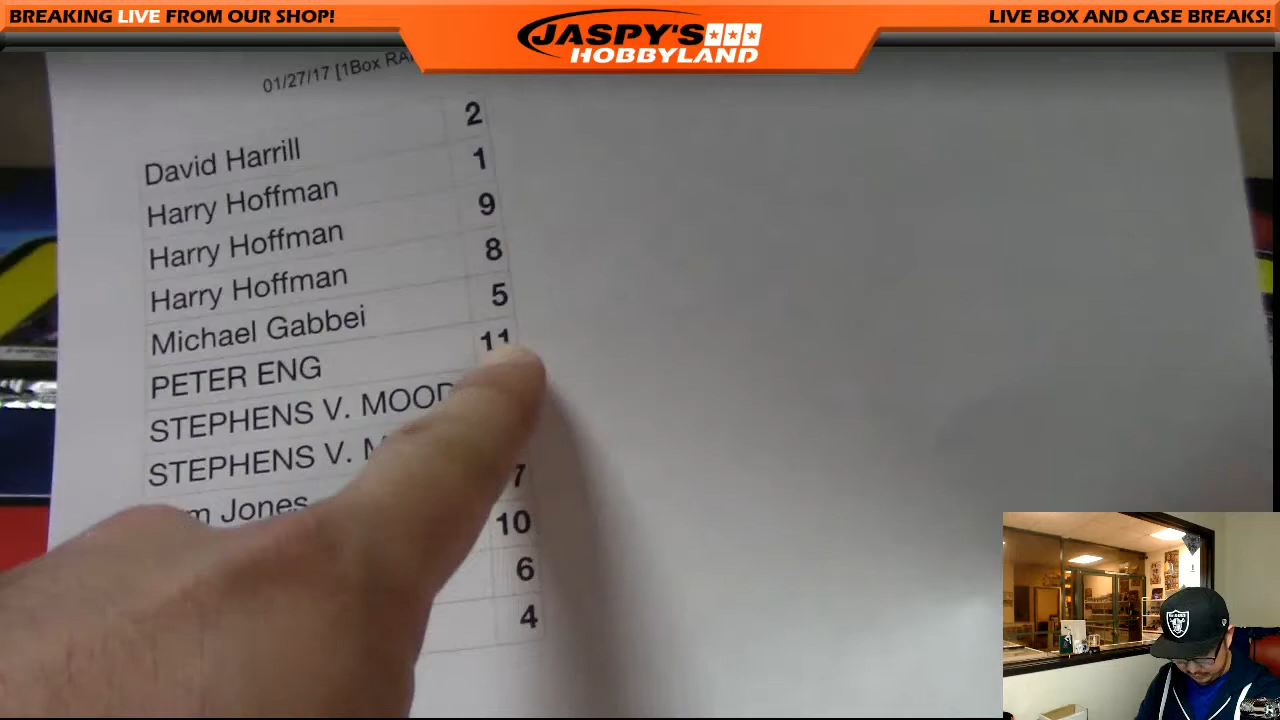 BREAKING LIVE FROM OUR SHOP!
JASPY'S
HOBBYLAND
LIVE BOX AND CASE BREAKS!
01/27/17 [1Box
David Harrill 2
Harry Hoffman 1
Harry Hoffman 9
Harry Hoffman 8
Michael Gabbei 5
PETER ENG 11
STEPHENS V.
STEPHENS V.
Jones 7
10
6
4